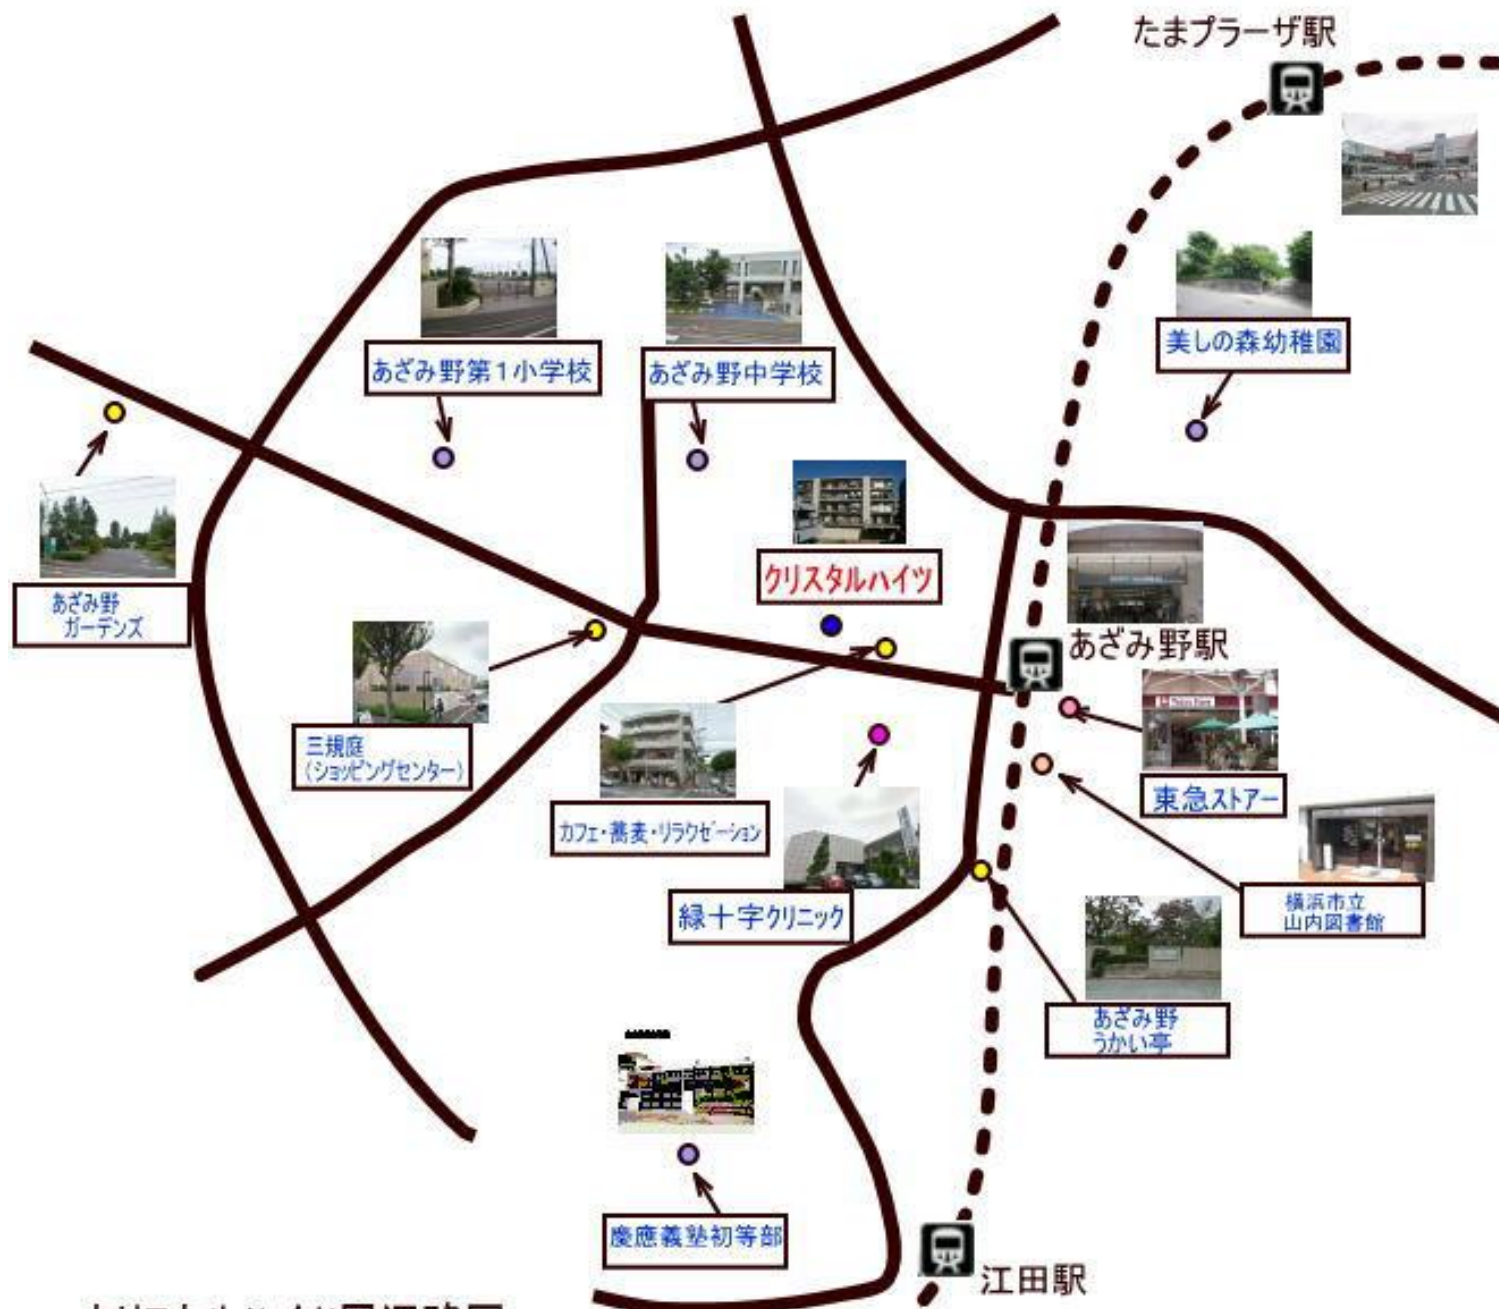 たまプラーザ駅
あざみ野第1小学校
あざみ野中学校
美しの森幼稚園
クリスタルハイツ
あざみ野
ガーデンズ
あざみ野駅
三規庭
(ショッピングセンター)
カフェ・蕎麦・リラクゼーション
東急ストアー
緑十字クリニック
横浜市立
山内図書館
あざみ野
うかい亭
慶應義塾初等部
江田駅